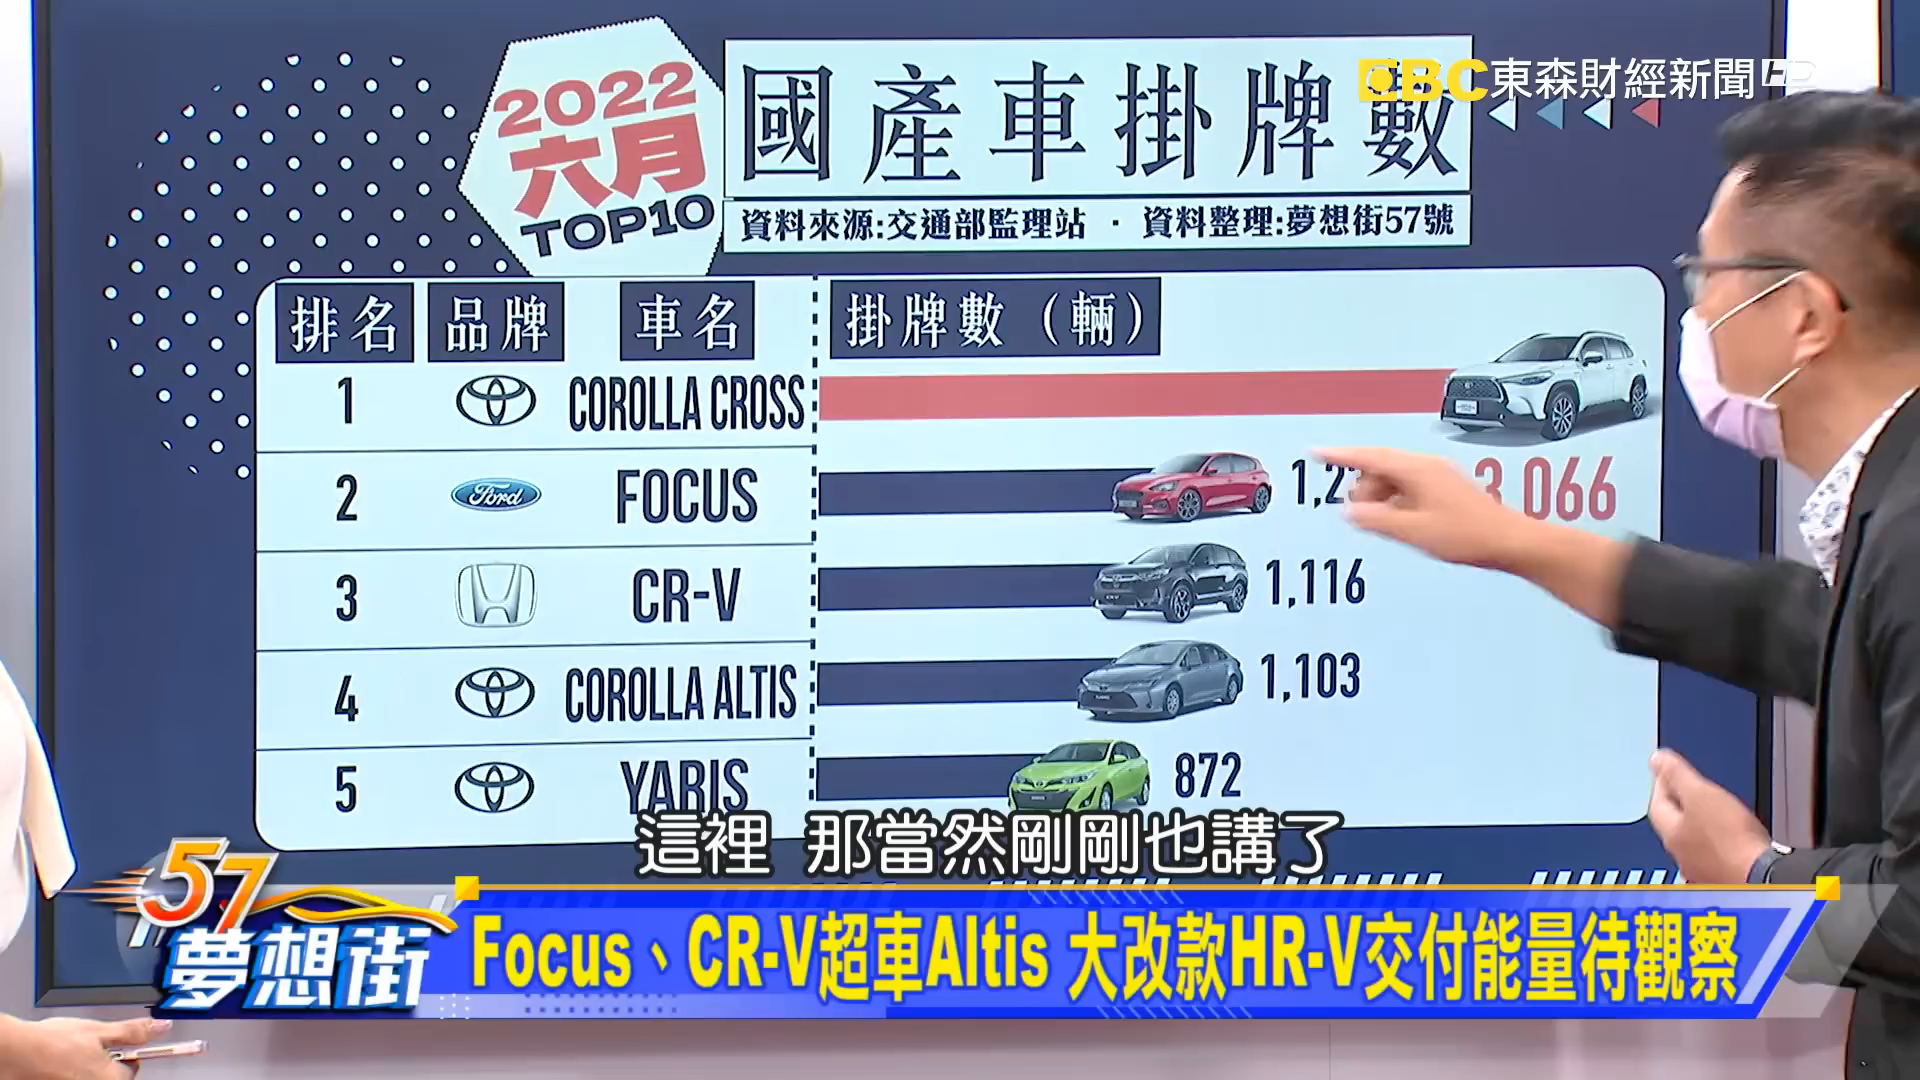 EBC東森財經新聞
2022
六月
TOP10
國產車掛牌數
資料來源:交通部監理站 · 資料整理:夢想街57號
排名 品牌 車名 掛牌數（輛）
1 COROLLA CROSS
3,066
2 Ford FOCUS
3 CR-V 1,116
4 COROLLA ALTIS 1,103
5 YARIS 872
這裡 那當然剛剛也講了
57夢想街
Focus、CR-V超車Altis 大改款HR-V交付能量待觀察